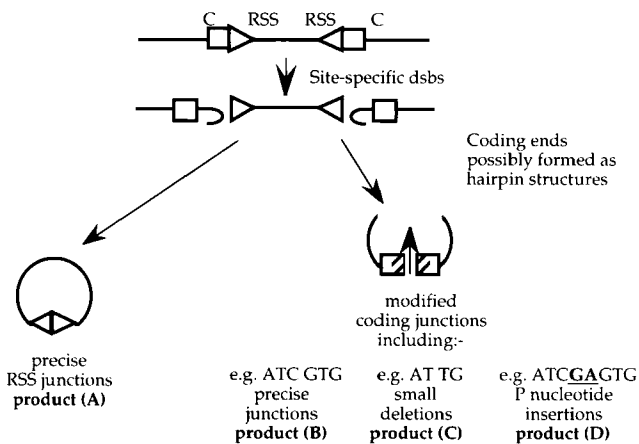 C RSS RSS C
Site-specific dsbs
Coding ends
possibly formed as
hairpin structures
precise
RSS junctions
product (A)
modified
coding junctions
including:-
e.g. ATC GTG
precise
junctions
product (B)
e.g. AT TG
small
deletions
product (C)
e.g. ATCGAGTG
P nucleotide
insertions
product (D)